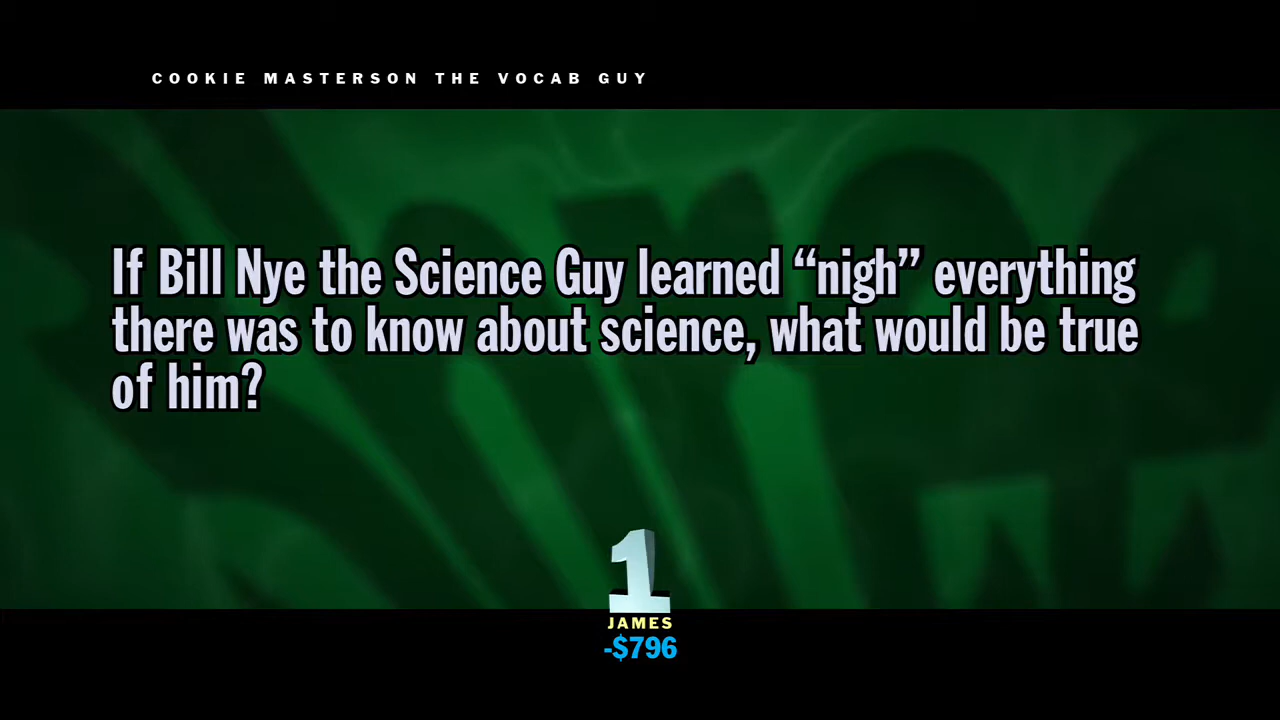 COOKIE MASTERSON THE VOCAB GUY
If Bill Nye the Science Guy learned “nigh” everything
there was to know about science, what would be true
of him?
1
JAMES
-$796